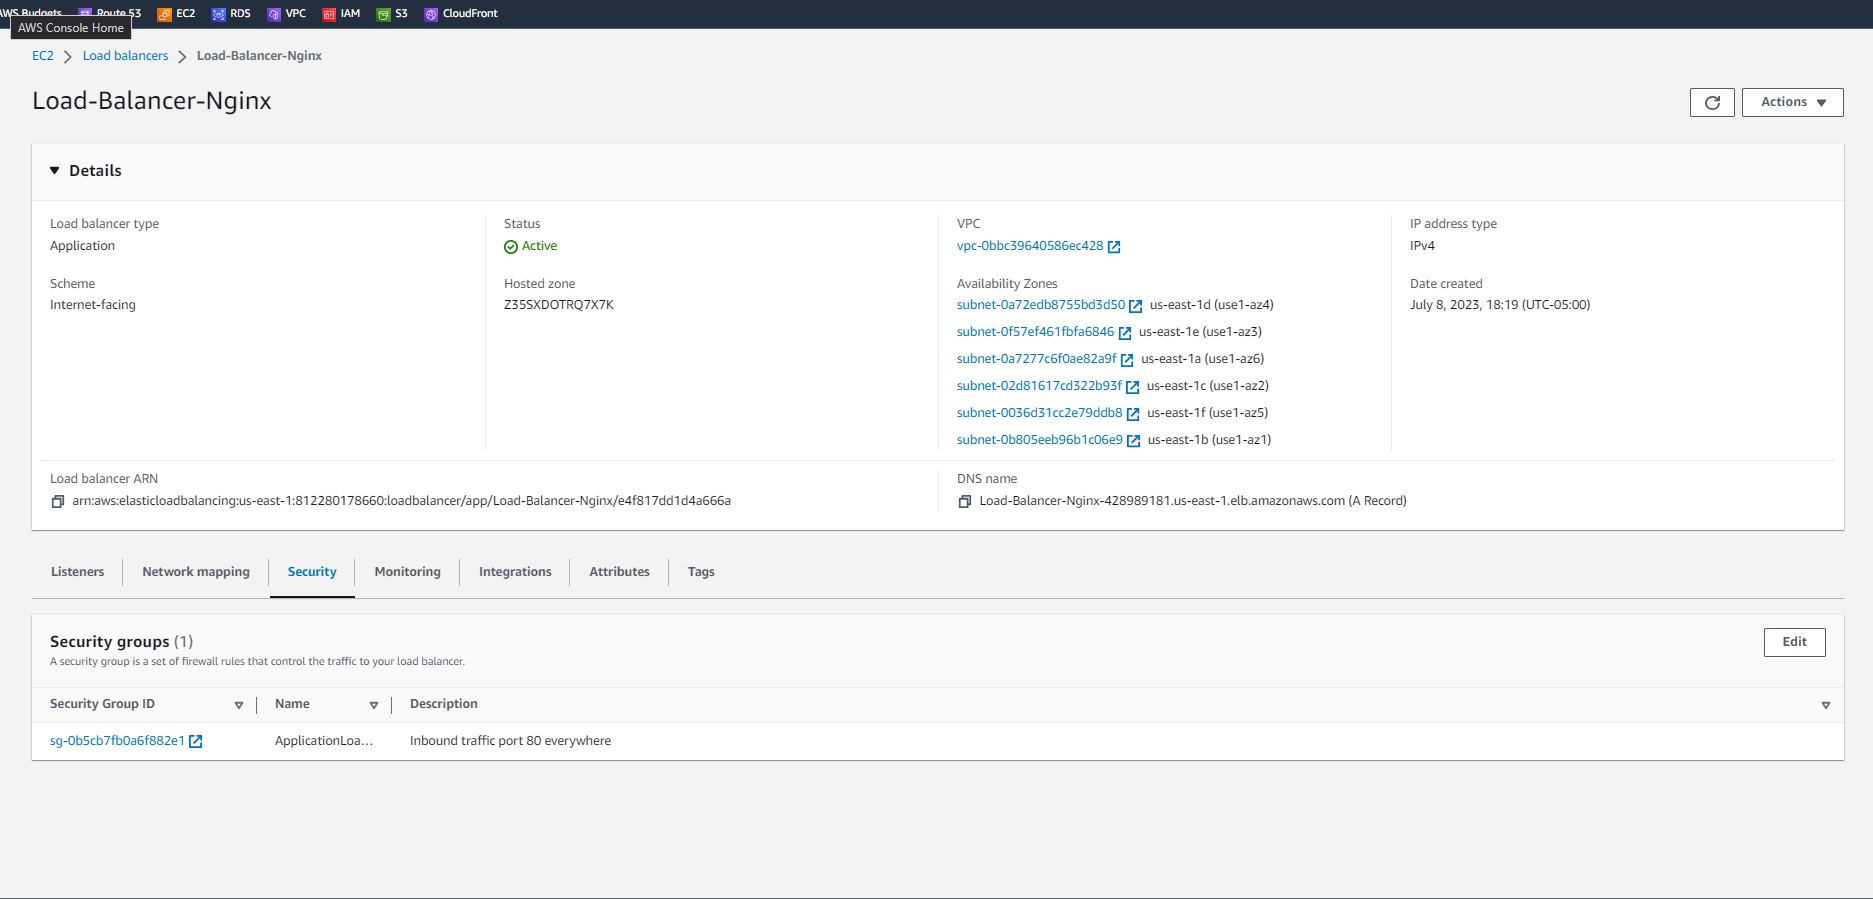 AWS Budgets Route 53 EC2 RDS VPC IAM S3 CloudFront
AWS Console Home
EC2 Load balancers Load-Balancer-Nginx
Load-Balancer-Nginx
Actions
Details
Load balancer type
Application
Status
Active
VPC
vpc-0bbc39640586ec428
IP address type
IPv4
Scheme
Internet-facing
Hosted zone
Z35SXDOTRQ7X7K
Availability Zones
subnet-0a72edb8755bd3d50 us-east-1d (use1-az4)
subnet-0f57ef461fbfa6846 us-east-1e (use1-az3)
subnet-0a7277c6f0ae82a9f us-east-1a (use1-az6)
subnet-02d81617cd322b93f us-east-1c (use1-az2)
subnet-0036d31cc2e79ddb8 us-east-1f (use1-az5)
subnet-0b805eeb96b1c06e9 us-east-1b (use1-az1)
Date created
July 8, 2023, 18:19 (UTC-05:00)
Load balancer ARN
arn:aws:elasticloadbalancing:us-east-1:812280178660:loadbalancer/app/Load-Balancer-Nginx/e4f817dd1d4a666a
DNS name
Load-Balancer-Nginx-428989181.us-east-1.elb.amazonaws.com (A Record)
Listeners Network mapping Security Monitoring Integrations Attributes Tags
Security groups (1)
Edit
A security group is a set of firewall rules that control the traffic to your load balancer.
Security Group ID Name Description
sg-0b5cb7fb0a6f882e1 ApplicationLoa… Inbound traffic port 80 everywhere